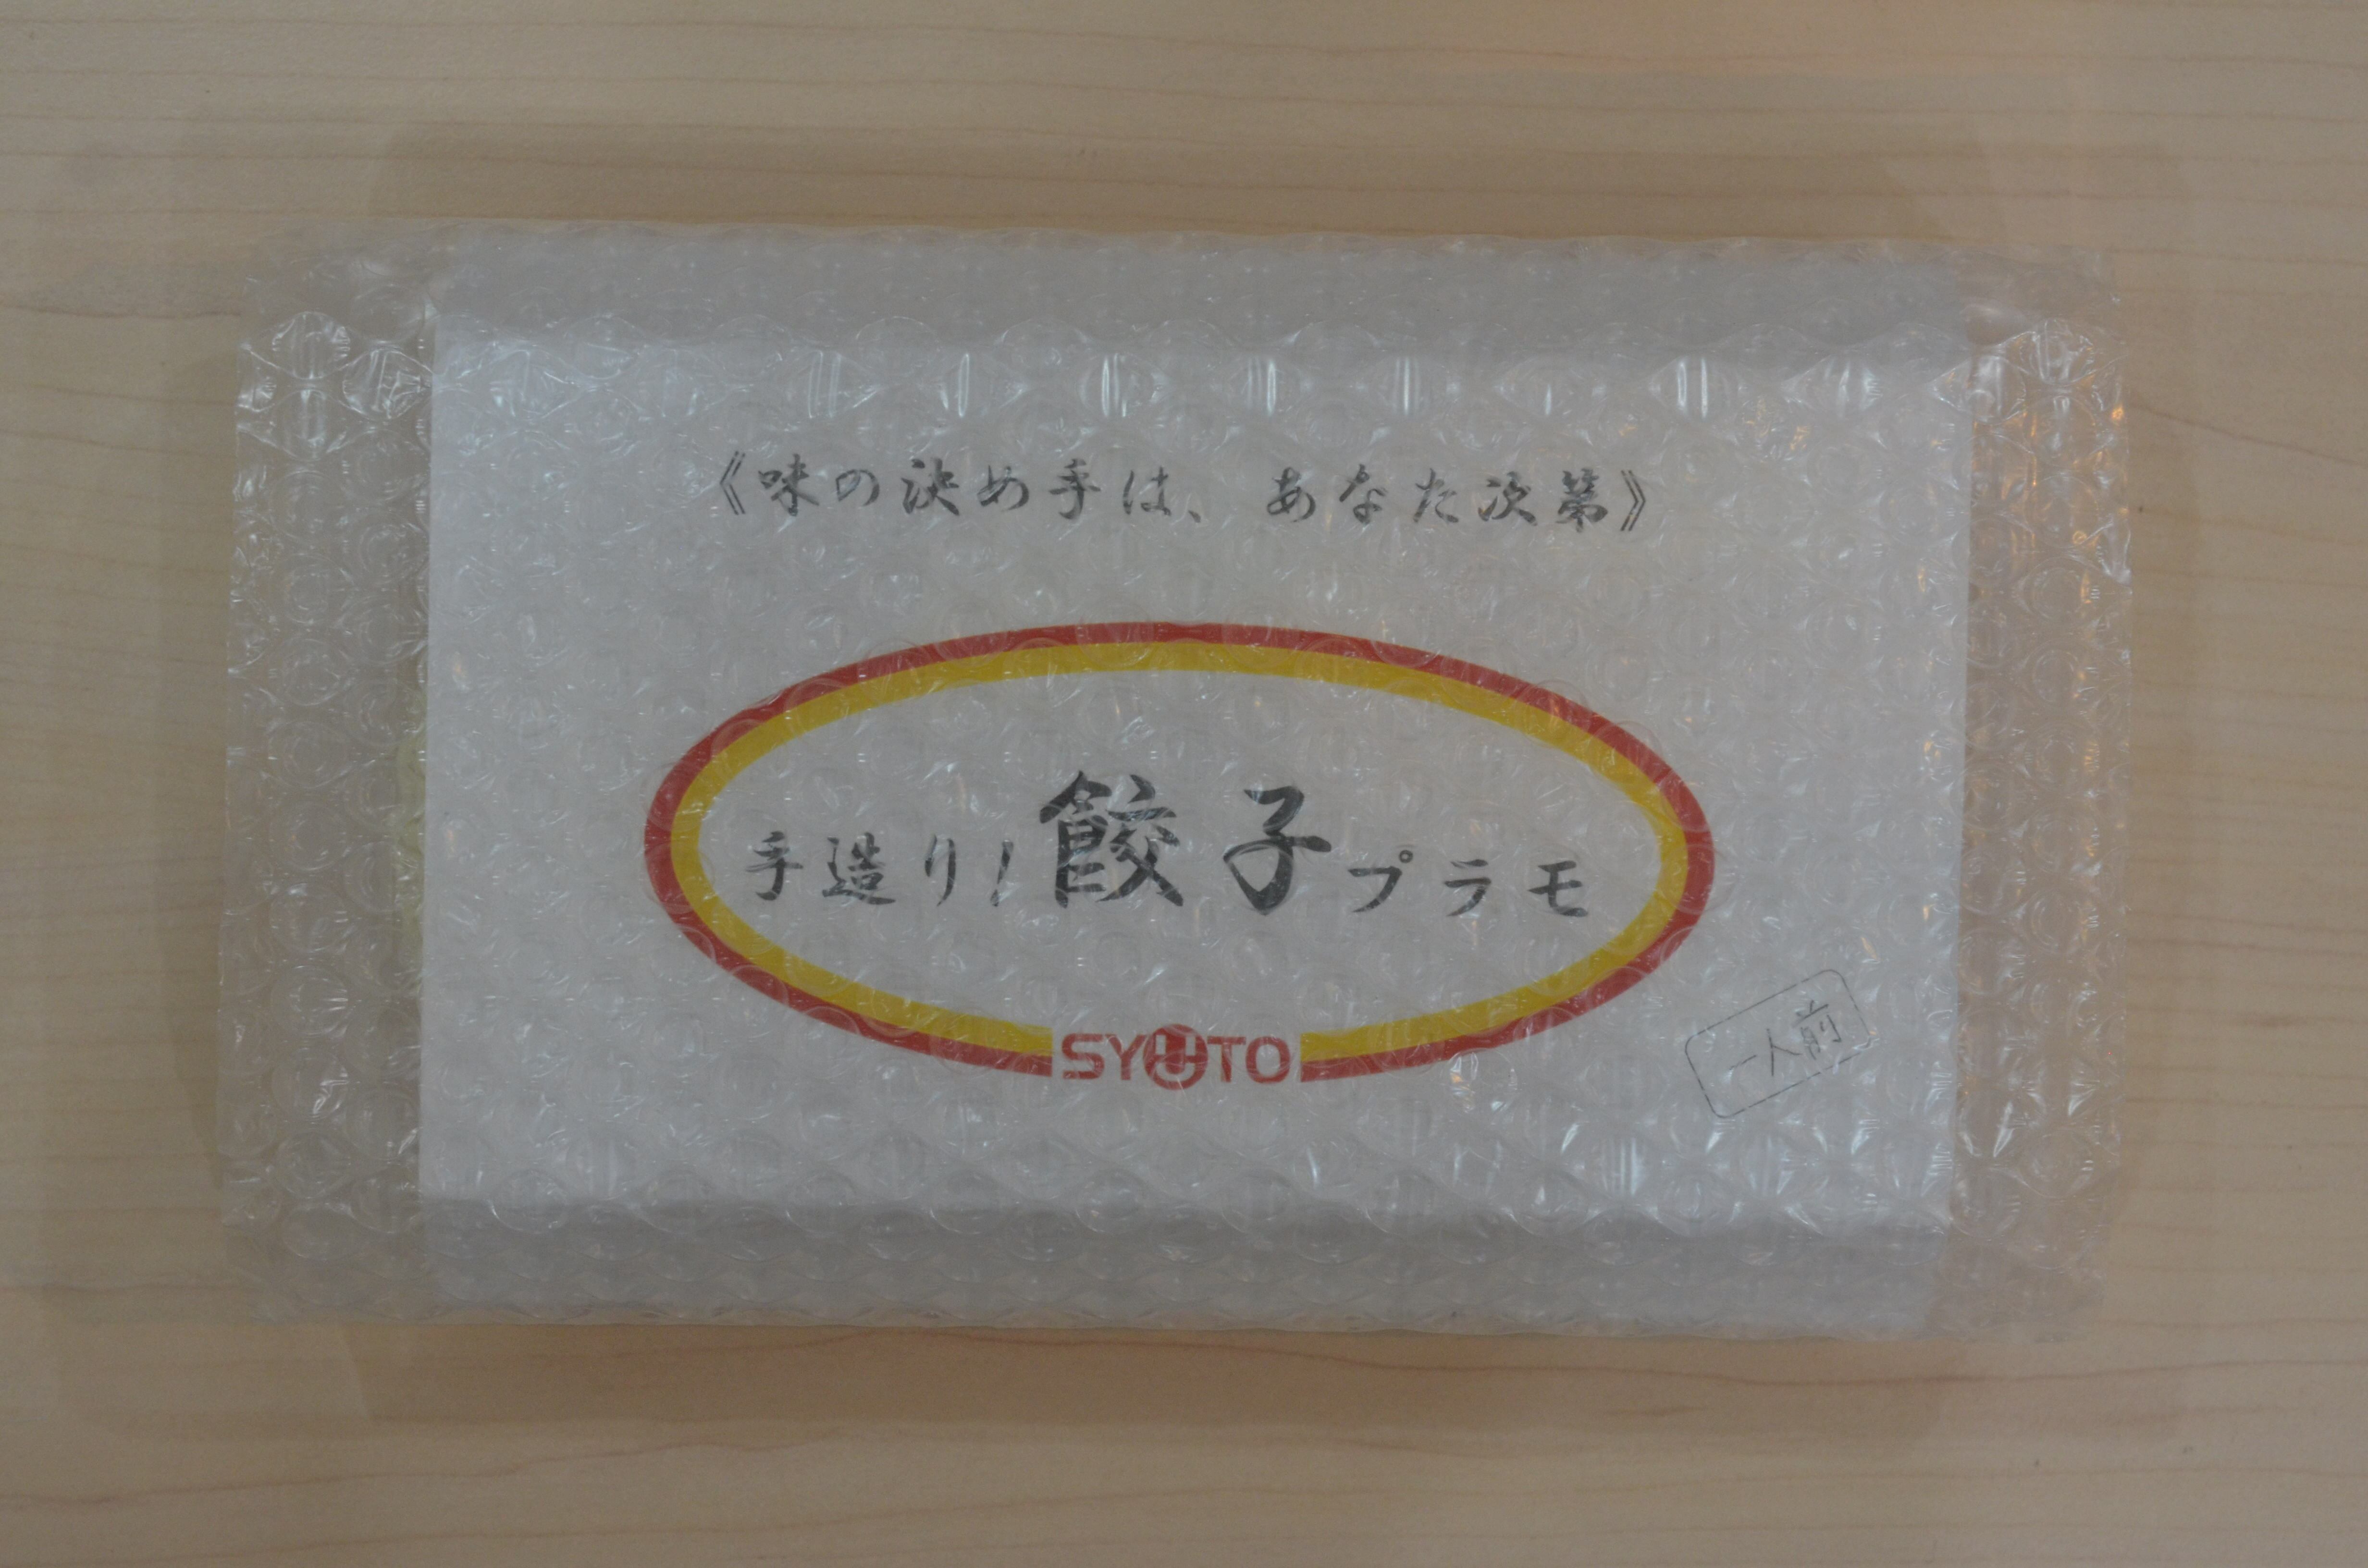 《味の決め手は、あなた次第》
手造り!餃子プラモ
SYUTO
一人前